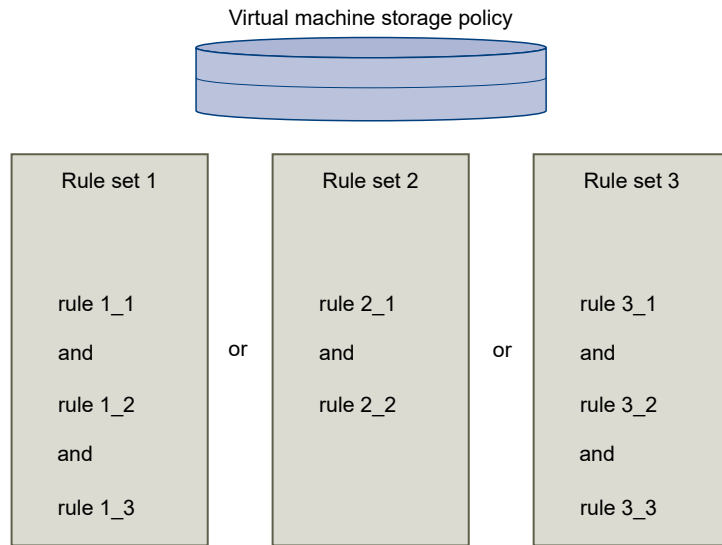 Virtual machine storage policy
Rule set 1
rule 1_1
and
rule 1_2
and
rule 1_3
or
Rule set 2
rule 2_1
and
rule 2_2
or
Rule set 3
rule 3_1
and
rule 3_2
and
rule 3_3